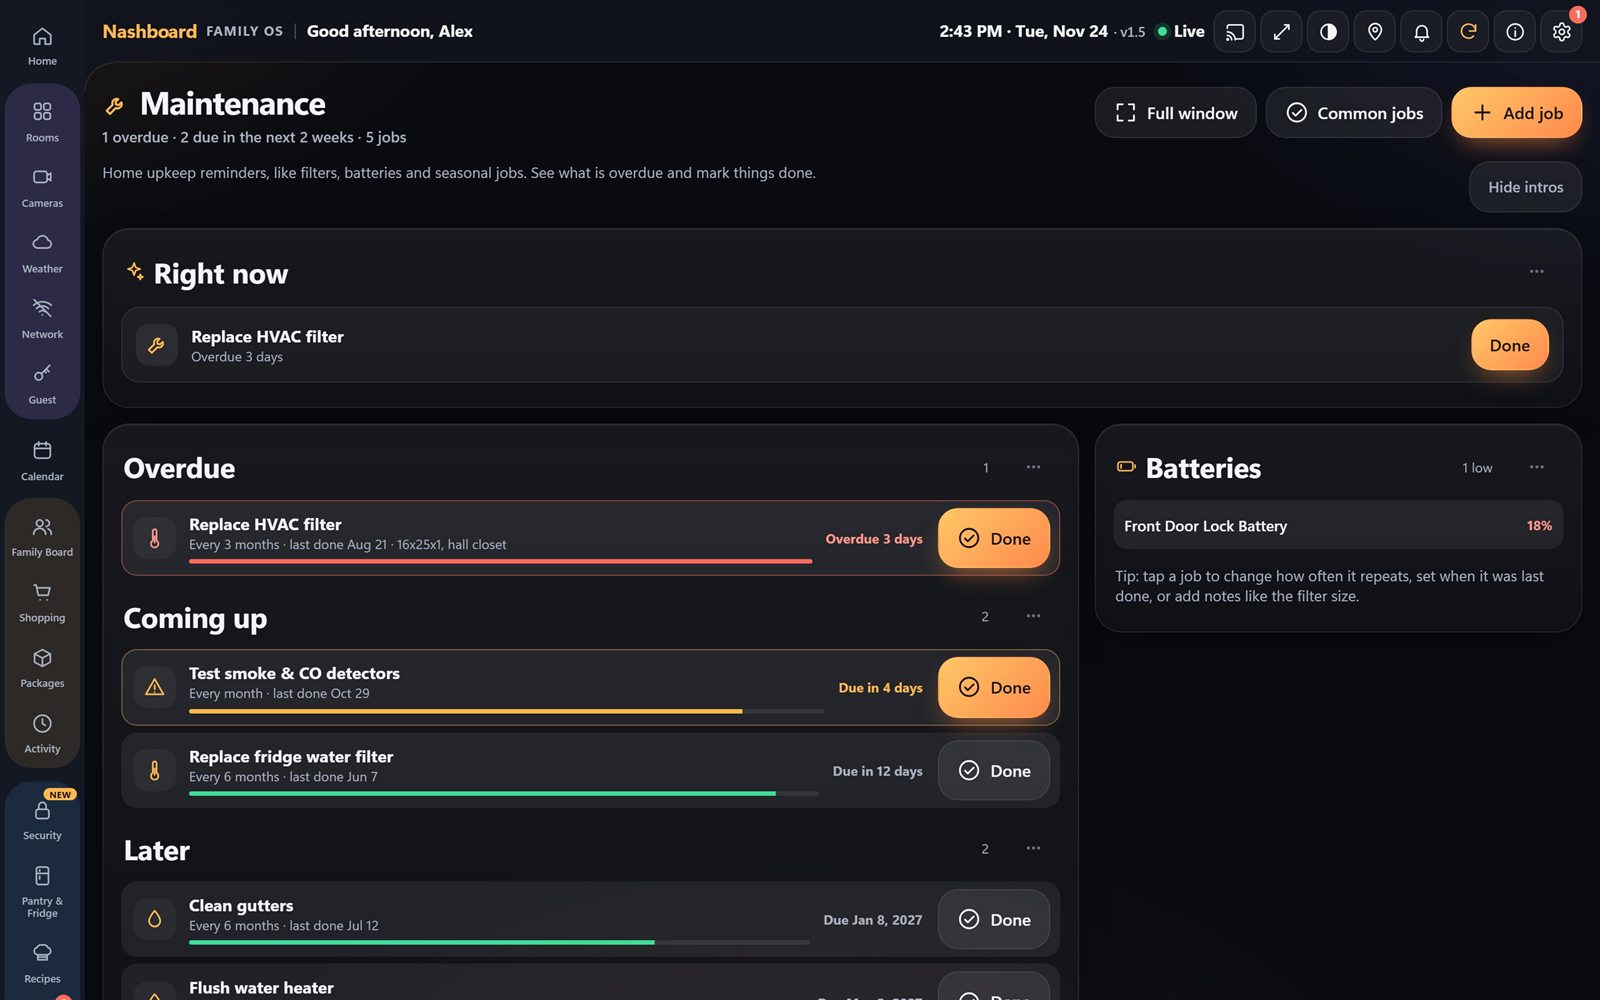 Nashboard FAMILY OS Good afternoon, Alex
2:43 PM · Tue, Nov 24 · v1.5 Live
1
Home
Rooms
Cameras
Weather
Network
Guest
Calendar
Family Board
Shopping
Packages
Activity
NEW
Security
Pantry &
Fridge
Recipes
Maintenance
1 overdue · 2 due in the next 2 weeks · 5 jobs
Home upkeep reminders, like filters, batteries and seasonal jobs. See what is overdue and mark things done.
Full window
Common jobs
Add job
Hide intros
Right now
Replace HVAC filter
Overdue 3 days
Done
Overdue 1
Replace HVAC filter
Every 3 months · last done Aug 21 · 16x25x1, hall closet
Overdue 3 days
Done
Coming up 2
Test smoke & CO detectors
Every month · last done Oct 29
Due in 4 days
Done
Replace fridge water filter
Every 6 months · last done Jun 7
Due in 12 days
Done
Later 2
Clean gutters
Every 6 months · last done Jul 12
Due Jan 8, 2027
Done
Flush water heater
Batteries 1 low
Front Door Lock Battery 18%
Tip: tap a job to change how often it repeats, set when it was last
done, or add notes like the filter size.